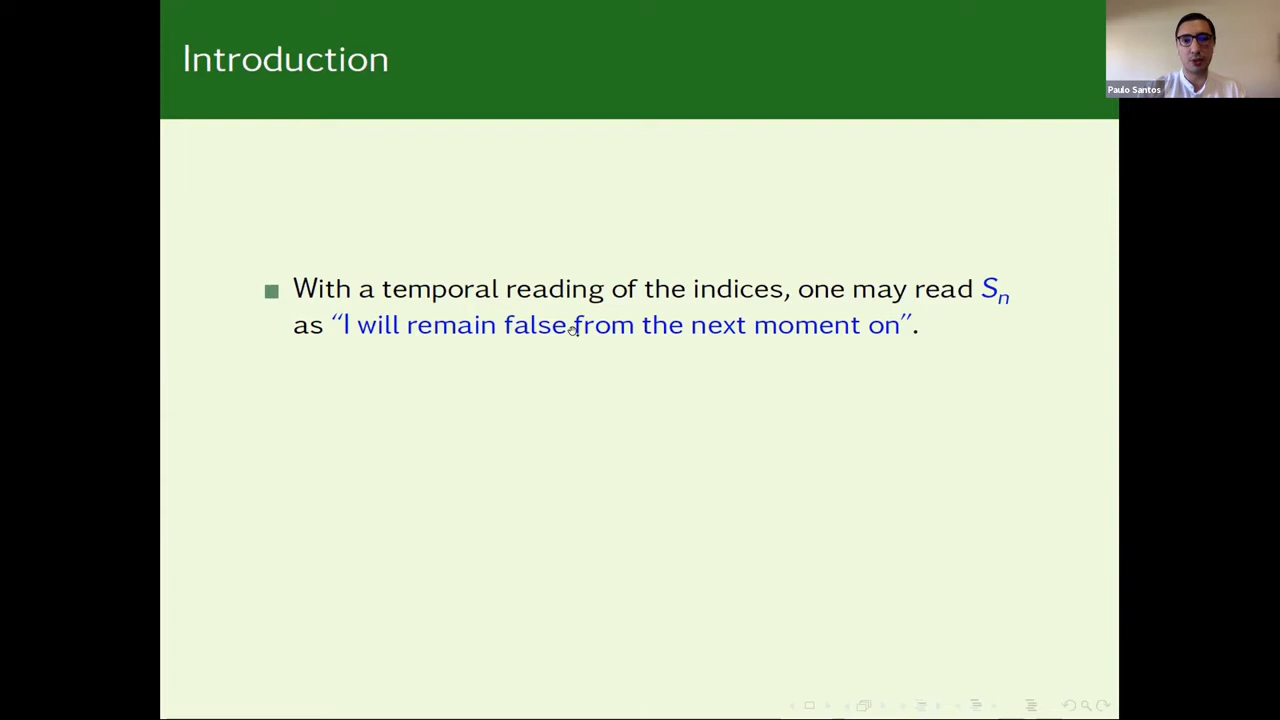 Introduction
Paulo Santos
With a temporal reading of the indices, one may read Sₙ
as “I will remain false from the next moment on”.